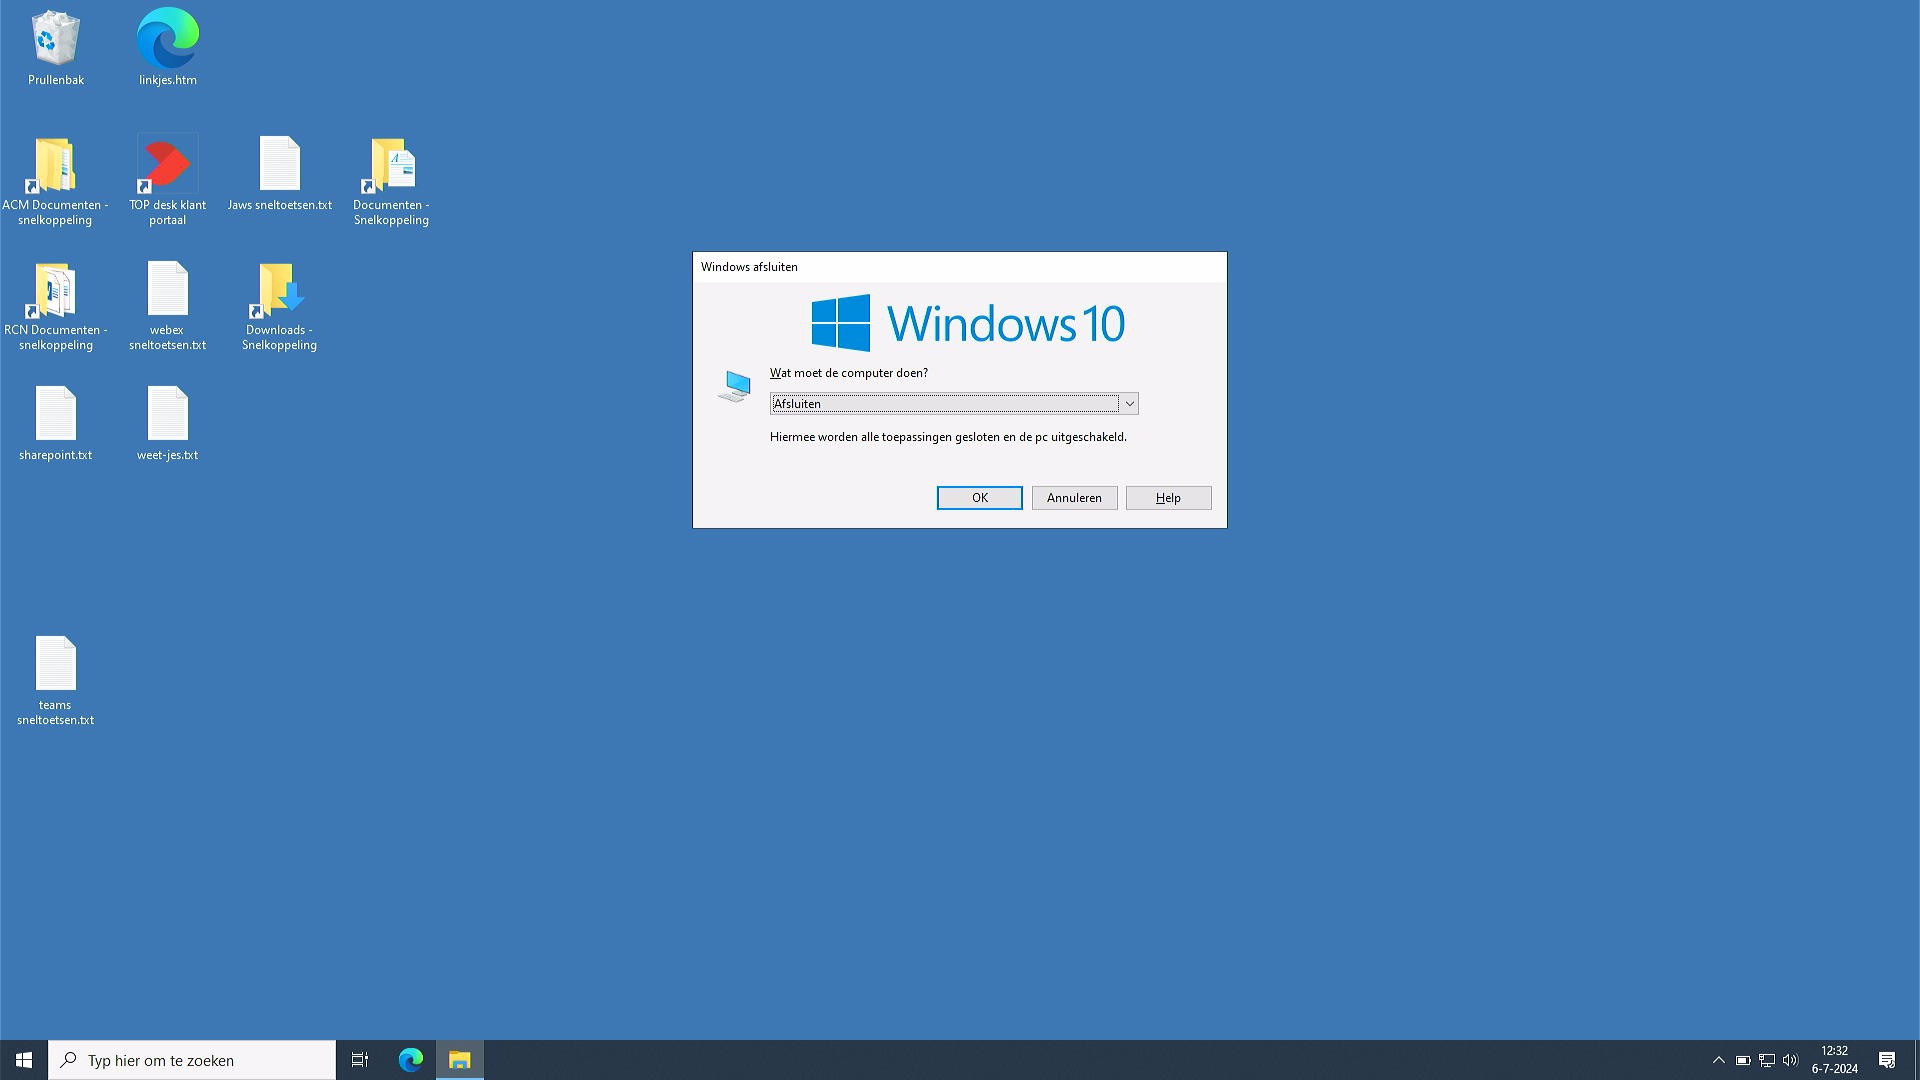 Prullenbak
linkjes.htm
ACM Documenten -
snelkoppeling
TOP desk klant
portaal
Jaws sneltoetsen.txt
Documenten -
Snelkoppeling
RCN Documenten -
snelkoppeling
webex
sneltoetsen.txt
Downloads -
Snelkoppeling
sharepoint.txt
weet-jes.txt
teams
sneltoetsen.txt
Windows afsluiten
Windows 10
Wat moet de computer doen?
Afsluiten
Hiermee worden alle toepassingen gesloten en de pc uitgeschakeld.
OK
Annuleren
Help
Typ hier om te zoeken
12:32
6-7-2024